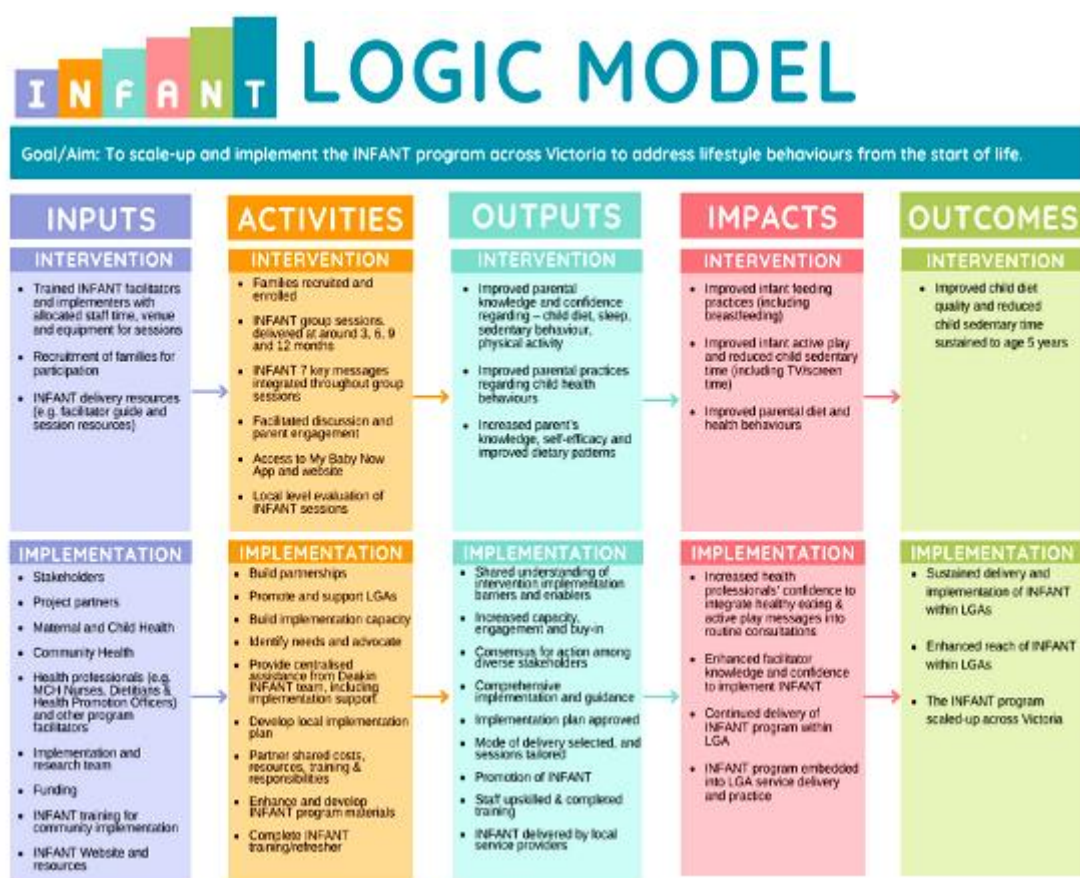 INFANT LOGIC MODEL
Goal/Aim: To scale-up and implement the INFANT program across Victoria to address lifestyle behaviours from the start of life.
INPUTS
INTERVENTION
• Trained INFANT facilitators
and implementers with
allocated staff time, venue
and equipment for sessions
• Recruitment of families for
participation
• INFANT delivery resources
(e.g. facilitator guide and
session resources)
IMPLEMENTATION
• Stakeholders
• Project partners
• Maternal and Child Health
• Community Health
• Health professionals (e.g.
MCH Nurses, Dietitians &
Health Promotion Officers)
and other program
facilitators
• Implementation and
research team
• Funding
• INFANT training for
community implementation
• INFANT Website and
resources
ACTIVITIES
INTERVENTION
• Families recruited and
enrolled
• INFANT group sessions,
delivered at around 3, 6, 9
and 12 months
• INFANT 7 key messages
integrated throughout group
sessions
• Facilitated discussion and
parent engagement
• Access to My Baby Now
App and website
• Local level evaluation of
INFANT sessions
IMPLEMENTATION
• Build partnerships
• Promote and support LGAs
• Build implementation capacity
• Identify needs and advocate
• Provide centralised
assistance from Deakin
INFANT team, including
implementation support
• Develop local implementation
plan
• Partner shared costs,
resources, training &
responsibilities
• Enhance and develop
INFANT program materials
• Complete INFANT
training/refresher
OUTPUTS
INTERVENTION
• Improved parental
knowledge and confidence
regarding – child diet, sleep,
sedentary behaviour,
physical activity
• Improved parental practices
regarding child health
behaviours
• Increased parent's
knowledge, self-efficacy and
improved dietary patterns
IMPLEMENTATION
• Shared understanding of
intervention implementation
barriers and enablers
• Increased capacity,
engagement and buy-in
• Consensus for action among
diverse stakeholders
• Comprehensive
implementation and guidance
• Implementation plan approved
• Mode of delivery selected, and
sessions tailored
• Promotion of INFANT
• Staff upskilled & completed
training
• INFANT delivered by local
service providers
IMPACTS
INTERVENTION
• Improved infant feeding
practices (including
breastfeeding)
• Improved infant active play
and reduced child sedentary
time (including TV/screen
time)
• Improved parental diet and
health behaviours
IMPLEMENTATION
• Increased health
professionals' confidence to
integrate healthy eating &
active play messages into
routine consultations
• Enhanced facilitator
knowledge and confidence
to implement INFANT
• Continued delivery of
INFANT program within
LGA
• INFANT program embedded
into LGA service delivery
and practice
OUTCOMES
INTERVENTION
• Improved child diet
quality and reduced
child sedentary time
sustained to age 5 years
IMPLEMENTATION
• Sustained delivery and
implementation of INFANT
within LGAs
• Enhanced reach of INFANT
within LGAs
• The INFANT program
scaled-up across Victoria